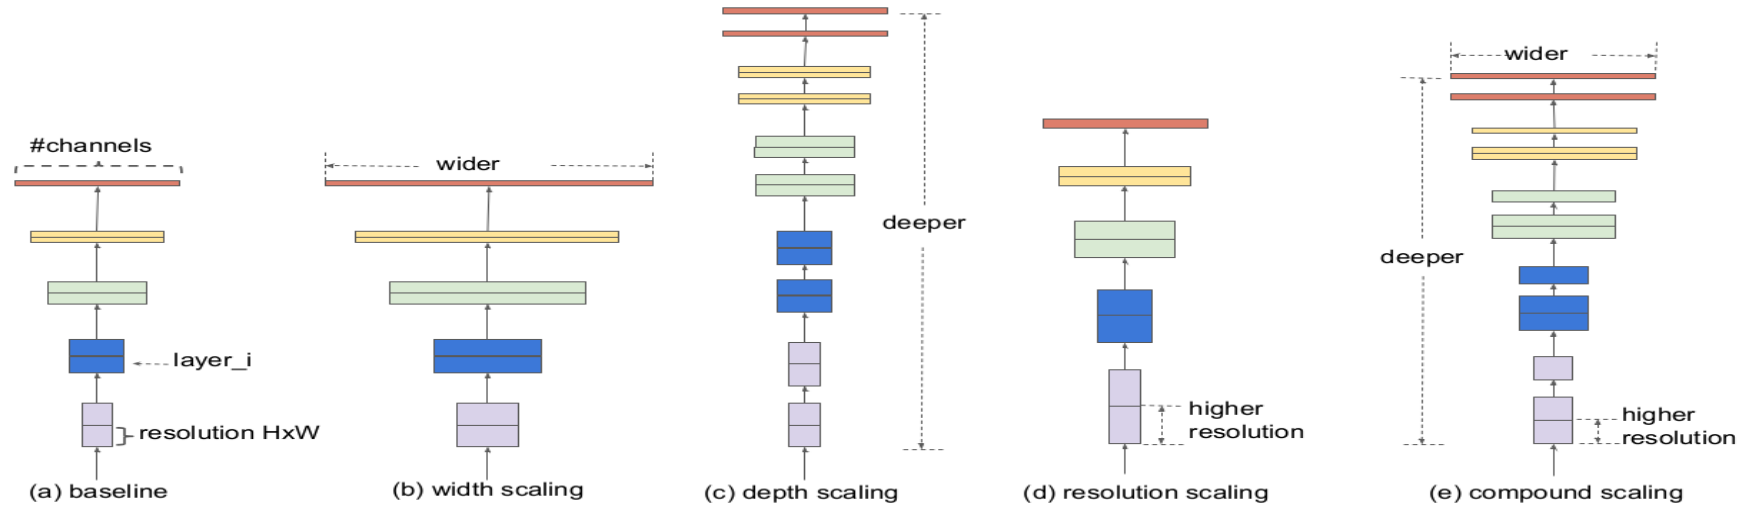 #channels
layer_i
resolution HxW
(a) baseline
wider
(b) width scaling
deeper
(c) depth scaling
higher
resolution
(d) resolution scaling
wider
deeper
higher
resolution
(e) compound scaling